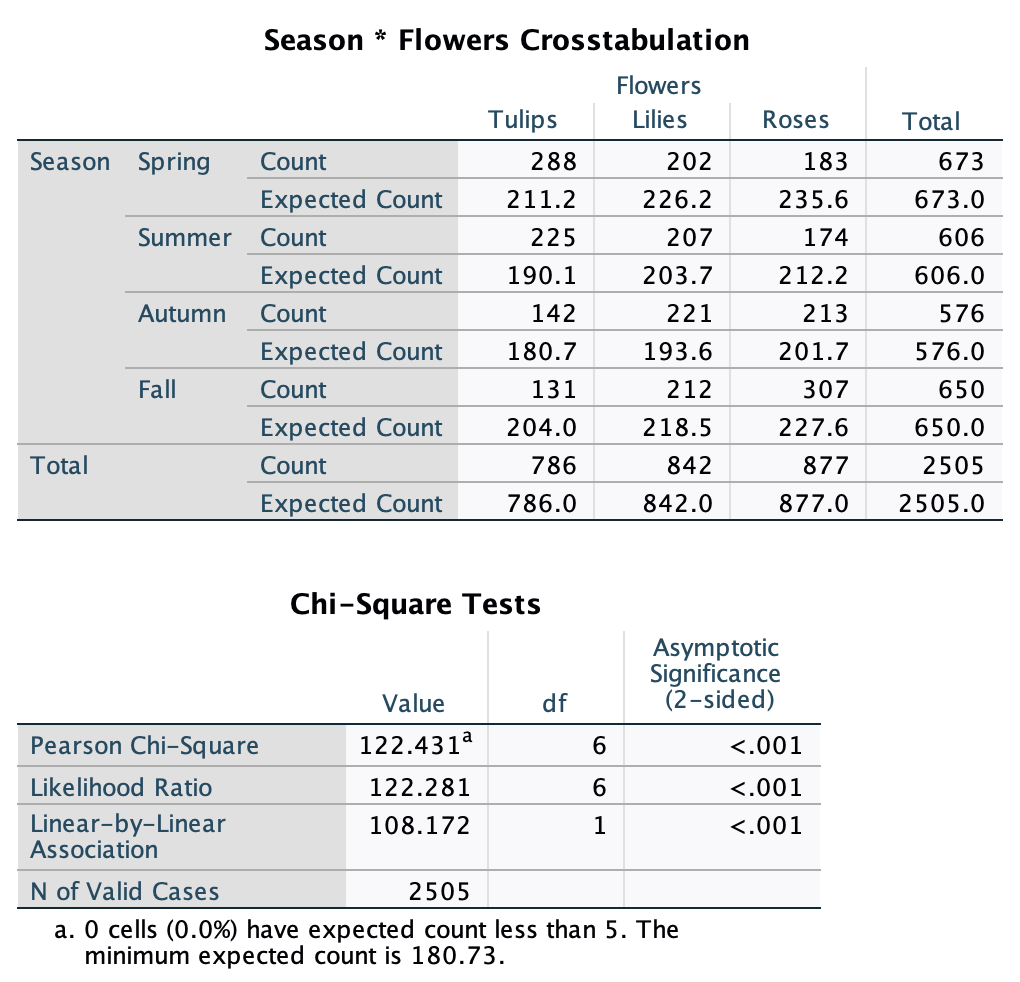 Season * Flowers Crosstabulation
Flowers
Tulips Lilies Roses Total
Season Spring Count 288 202 183 673
Expected Count 211.2 226.2 235.6 673.0
Summer Count 225 207 174 606
Expected Count 190.1 203.7 212.2 606.0
Autumn Count 142 221 213 576
Expected Count 180.7 193.6 201.7 576.0
Fall Count 131 212 307 650
Expected Count 204.0 218.5 227.6 650.0
Total Count 786 842 877 2505
Expected Count 786.0 842.0 877.0 2505.0
Chi-Square Tests
Asymptotic
Significance
Value df (2-sided)
Pearson Chi-Square 122.431a 6 <.001
Likelihood Ratio 122.281 6 <.001
Linear-by-Linear 108.172 1 <.001
Association
N of Valid Cases 2505
a. 0 cells (0.0%) have expected count less than 5. The
minimum expected count is 180.73.